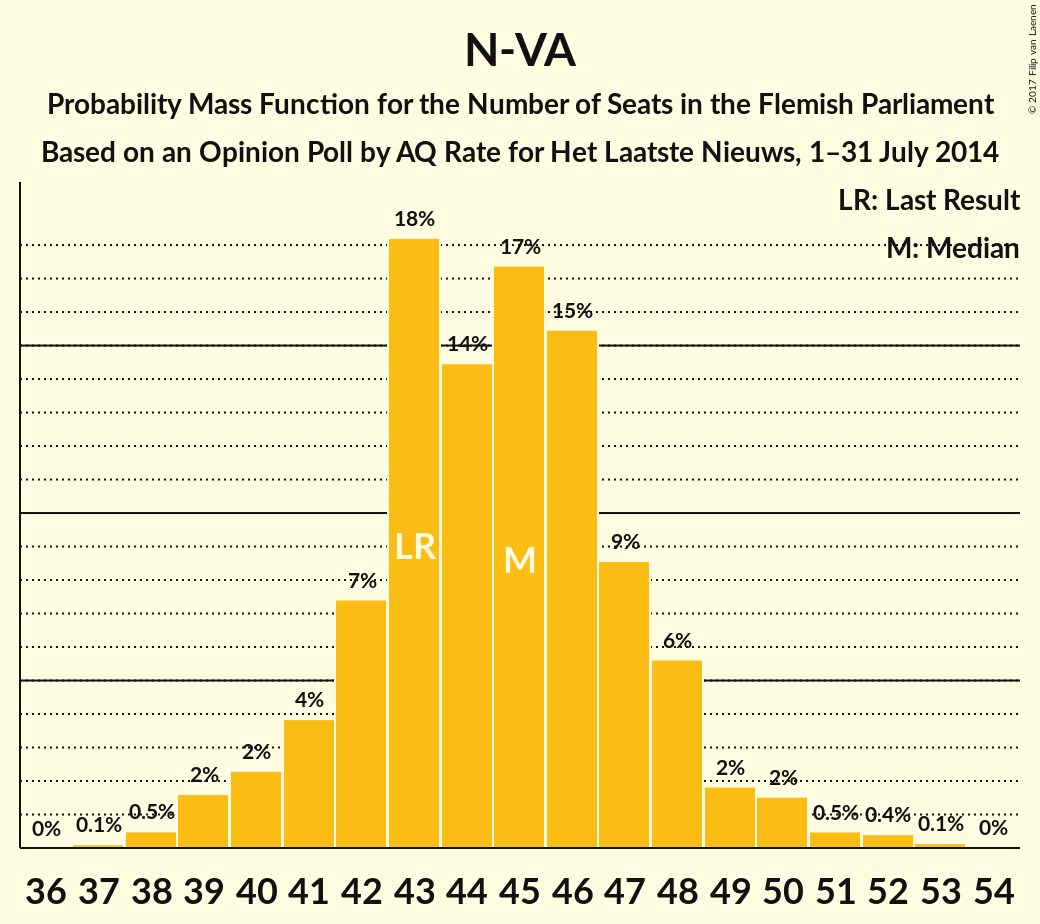 N-VA
Probability Mass Function for the Number of Seats in the Flemish Parliament
Based on an Opinion Poll by AQ Rate for Het Laatste Nieuws, 1–31 July 2014
© 2017 Filip van Laenen
LR: Last Result
M: Median
0% 0.1% 0.5% 2% 2% 4% 7% 18% 14% 17% 15% 9% 6% 2% 2% 0.5% 0.4% 0.1% 0%
LR M
36 37 38 39 40 41 42 43 44 45 46 47 48 49 50 51 52 53 54